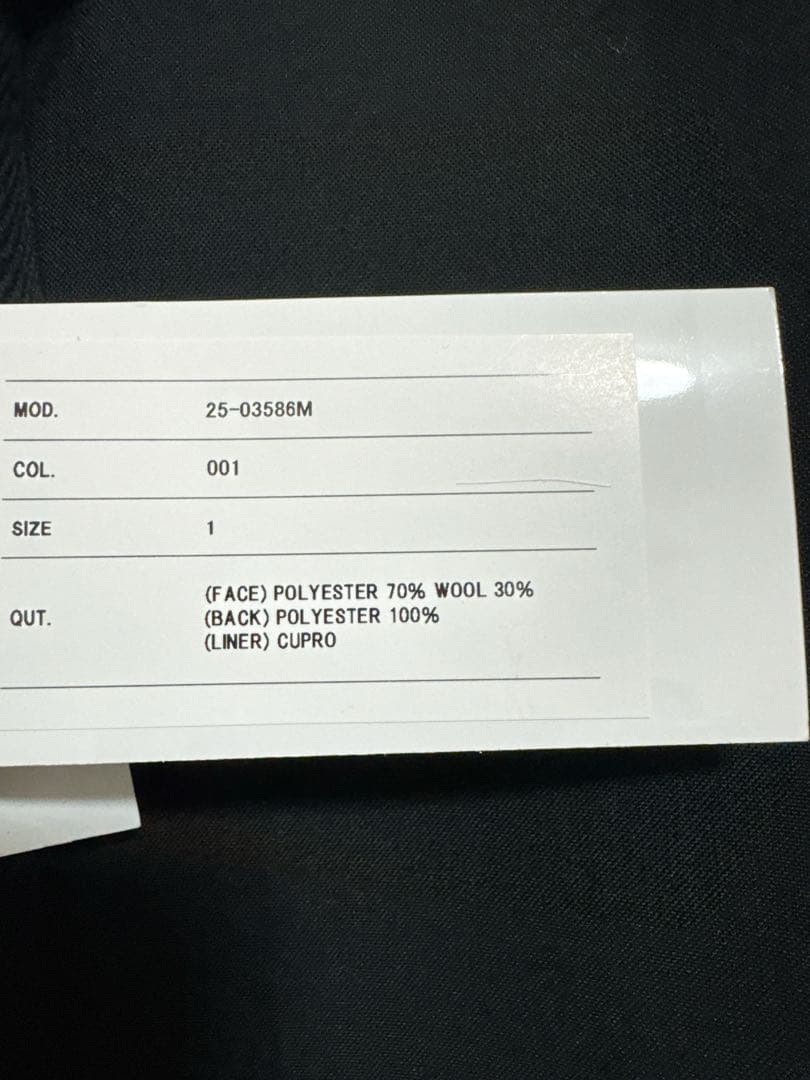 MOD. 25-03586M
COL. 001
SIZE 1
QUT. (FACE) POLYESTER 70% WOOL 30%
(BACK) POLYESTER 100%
(LINER) CUPRO